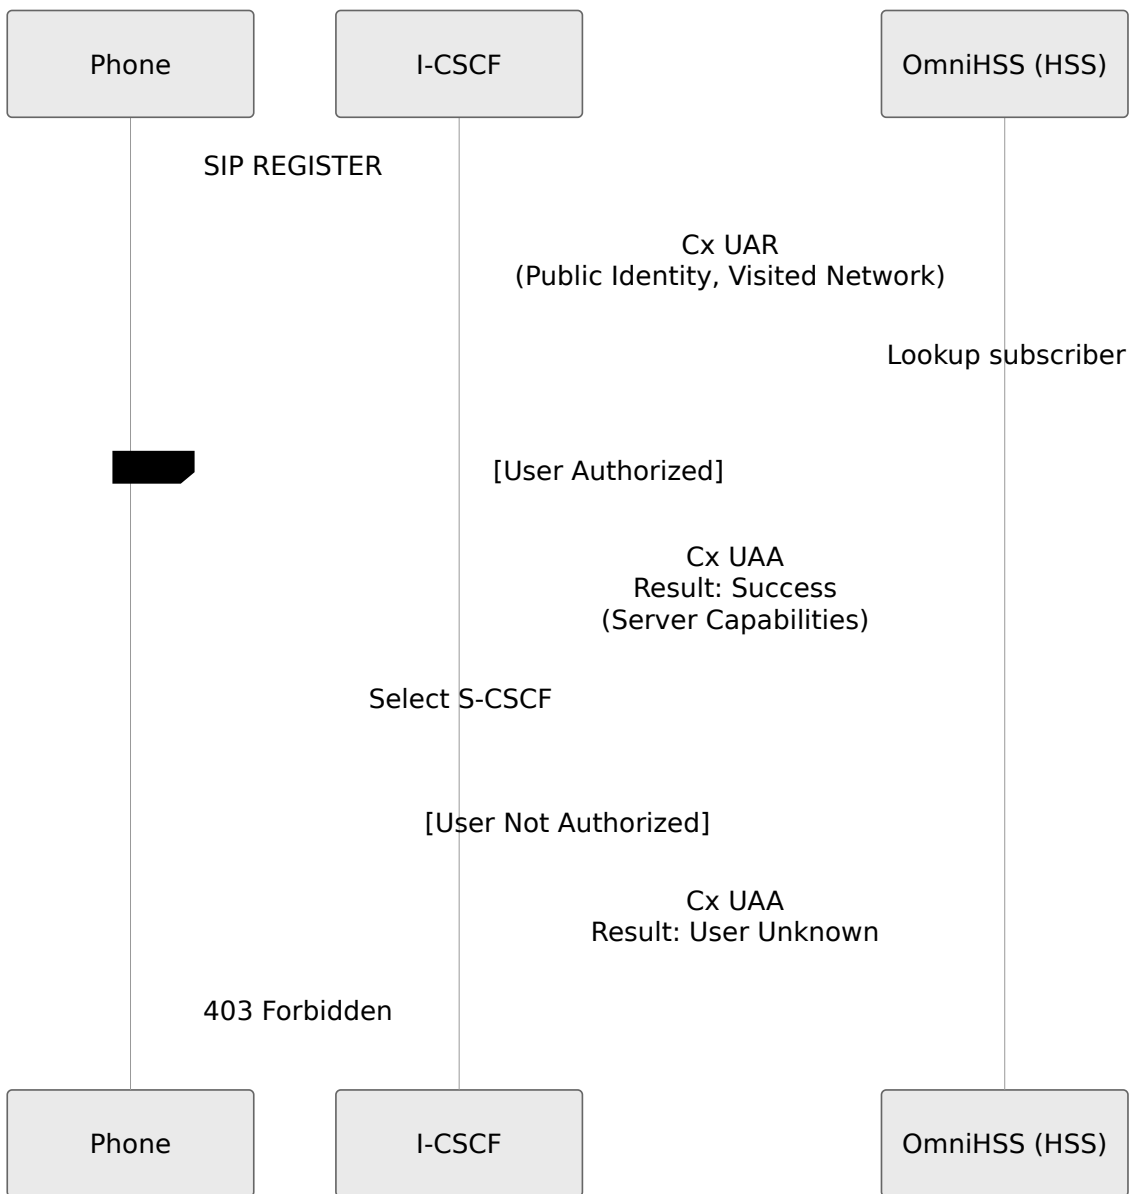 Phone
I-CSCF
OmniHSS (HSS)
SIP REGISTER
Cx UAR
(Public Identity, Visited Network)
Lookup subscriber
[User Authorized]
Cx UAA
Result: Success
(Server Capabilities)
Select S-CSCF
[User Not Authorized]
Cx UAA
Result: User Unknown
403 Forbidden
Phone
I-CSCF
OmniHSS (HSS)